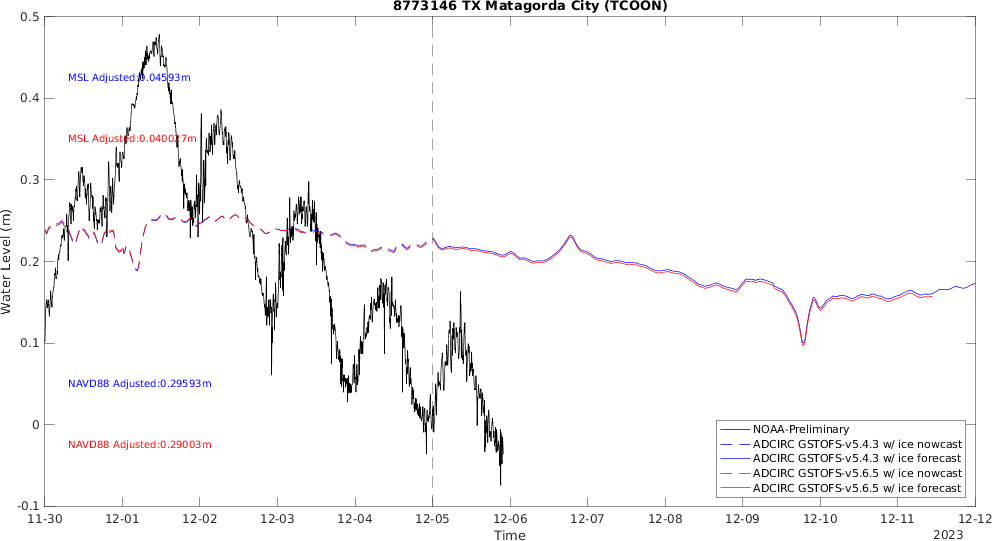 8773146 TX Matagorda City (TCOON)
0.5
0.4
0.3
0.2
0.1
0
-0.1
Water Level (m)
MSL Adjusted:0.04593m
MSL Adjusted:0.040027m
NAVD88 Adjusted:0.29593m
NAVD88 Adjusted:0.29003m
NOAA-Preliminary
ADCIRC GSTOFS-v5.4.3 w/ ice nowcast
ADCIRC GSTOFS-v5.4.3 w/ ice forecast
ADCIRC GSTOFS-v5.6.5 w/ ice nowcast
ADCIRC GSTOFS-v5.6.5 w/ ice forecast
11-30 12-01 12-02 12-03 12-04 12-05 12-06 12-07 12-08 12-09 12-10 12-11 12-12
Time
2023